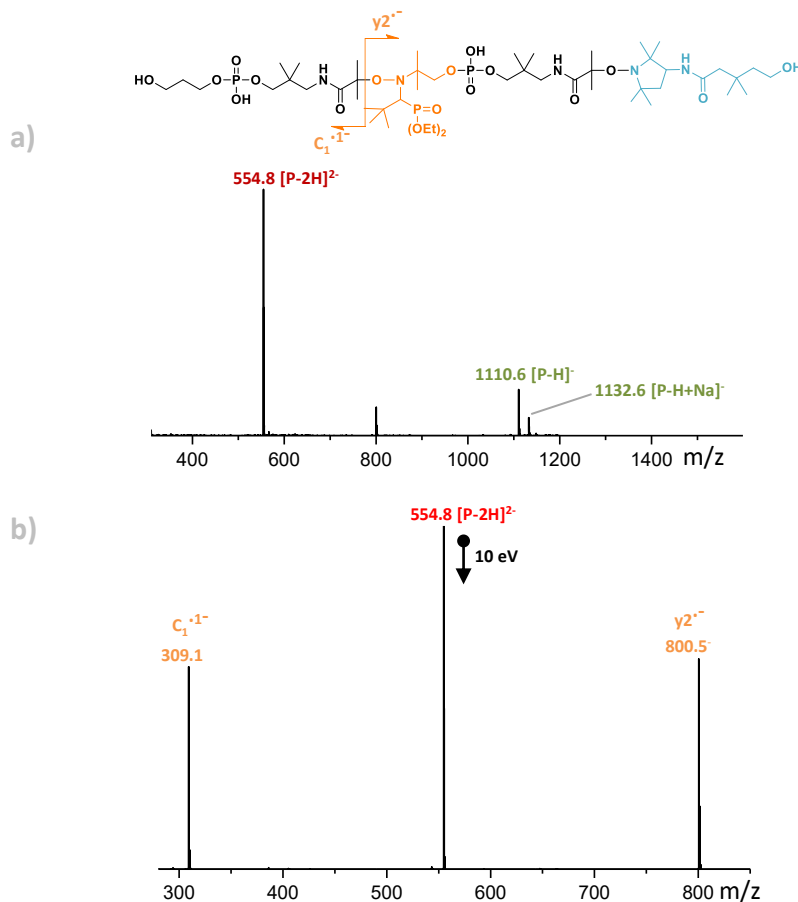 y2•−
HO
O
O
P
OH
O
H
N
O
O
N
P=O
(OEt)2
O
OH
P
O
O
H
N
O
O
N
H
N
O
OH
C1•1−
a)
554.8 [P-2H]2-
1110.6 [P-H]-
1132.6 [P-H+Na]-
400 600 800 1000 1200 1400 m/z
b)
554.8 [P-2H]2-
10 eV
C1•1− y2•−
309.1 800.5-
300 400 500 600 700 800 m/z